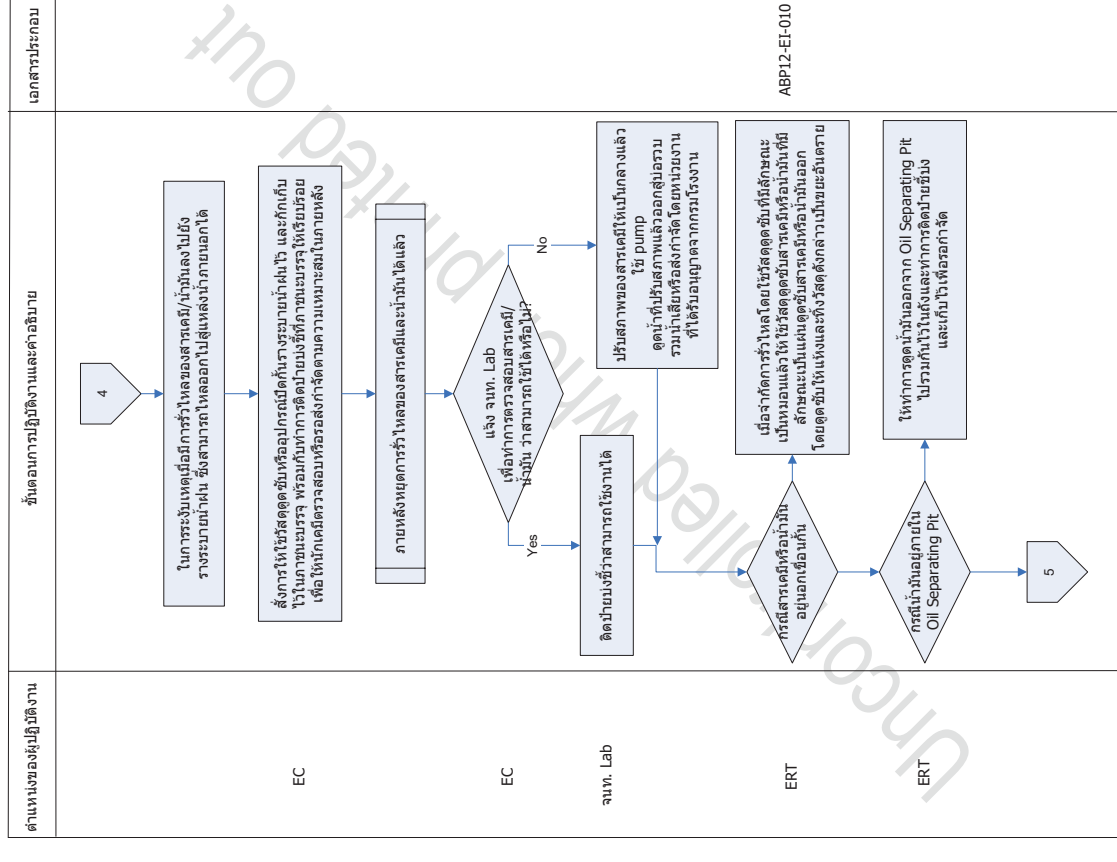 ตำแหน่งของผู้ปฏิบัติงาน
ขั้นตอนการปฏิบัติงานและคำอธิบาย
เอกสารประกอบ
4
ในการระงับเหตุเมื่อมีการรั่วไหลของสารเคมี/น้ำมันลงไปยัง
รางระบายน้ำฝน ซึ่งสามารถไหลออกไปสู่แหล่งน้ำภายนอกได้
EC
สั่งการให้ใช้วัสดุดูดซับหรืออุปกรณ์ปิดกั้นรางระบายน้ำฝนไว้ และกักเก็บ
ไว้ในภาชนะบรรจุ พร้อมกับทำการติดป้ายบ่งชี้ที่ภาชนะบรรจุให้เรียบร้อย
เพื่อให้นักเคมีตรวจสอบหรือรอส่งกำจัดตามความเหมาะสมในภายหลัง
ภายหลังหยุดการรั่วไหลของสารเคมีและน้ำมันได้แล้ว
EC
แจ้ง จนท. Lab
เพื่อทำการตรวจสอบสารเคมี/
น้ำมัน ว่าสามารถใช้ได้หรือไม่?
Yes
No
จนท. Lab
ติดป้ายบ่งชี้ว่าสามารถใช้งานได้
ปรับสภาพของสารเคมีให้เป็นกลางแล้ว
ใช้ pump
ดูดน้ำที่ปรับสภาพแล้วออกสู่บ่อรวบ
รวมน้ำเสียหรือส่งกำจัดโดยหน่วยงาน
ที่ได้รับอนุญาตจากกรมโรงงาน
ERT
กรณีสารเคมีหรือน้ำมัน
อยู่นอกเขื่อนกั้น
เมื่อจำกัดการรั่วไหลโดยใช้วัสดุดูดซับที่มีลักษณะ
เป็นหมอนแล้วให้ใช้วัสดุดูดซับสารเคมีหรือน้ำมันที่มี
ลักษณะเป็นแผ่นดูดซับสารเคมีหรือน้ำมันออก
โดยดูดซับให้แห้งและทิ้งวัสดุดังกล่าวเป็นขยะอันตราย
ABP12-EI-010
ERT
กรณีน้ำมันอยู่ภายใน
Oil Separating Pit
ให้ทำการดูดน้ำมันออกจาก Oil Separating Pit
ไปรวมกันไว้ในถังและทำการติดป้ายชี้บ่ง
และเก็บไว้เพื่อรอกำจัด
5
Uncontrolled when printed out